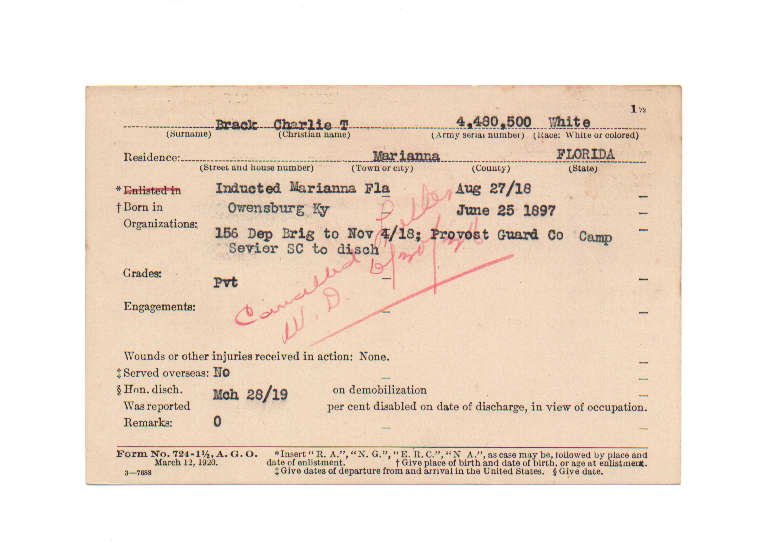 1 ½
Brack Charlie T 4,480,500 White
(Surname) (Christian name) (Army serial number) (Race: White or colored)
Residence: Marianna FLORIDA
(Street and house number) (Town or city) (County) (State)
* Enlisted in Inducted Marianna Fla Aug 27/18
† Born in Owensburg Ky June 25 1897
Organizations: 156 Dep Brig to Nov 4/18; Provost Guard Co Camp
Sevier SC to disch
Cancelled Letter
W. D.
Grades: Pvt
Engagements:
Wounds or other injuries received in action: None.
‡ Served overseas: No
§ Hon. disch. Mch 28/19 on demobilization
Was reported 0 per cent disabled on date of discharge, in view of occupation.
Remarks:
Form No. 724-1½, A. G. O. *Insert "R. A.", "N. G.", "E. R. C.", "N A.", as case may be, followed by place and
March 12, 1920. date of enlistment. † Give place of birth and date of birth, or age at enlistment.
3—7658 ‡ Give dates of departure from and arrival in the United States. § Give date.